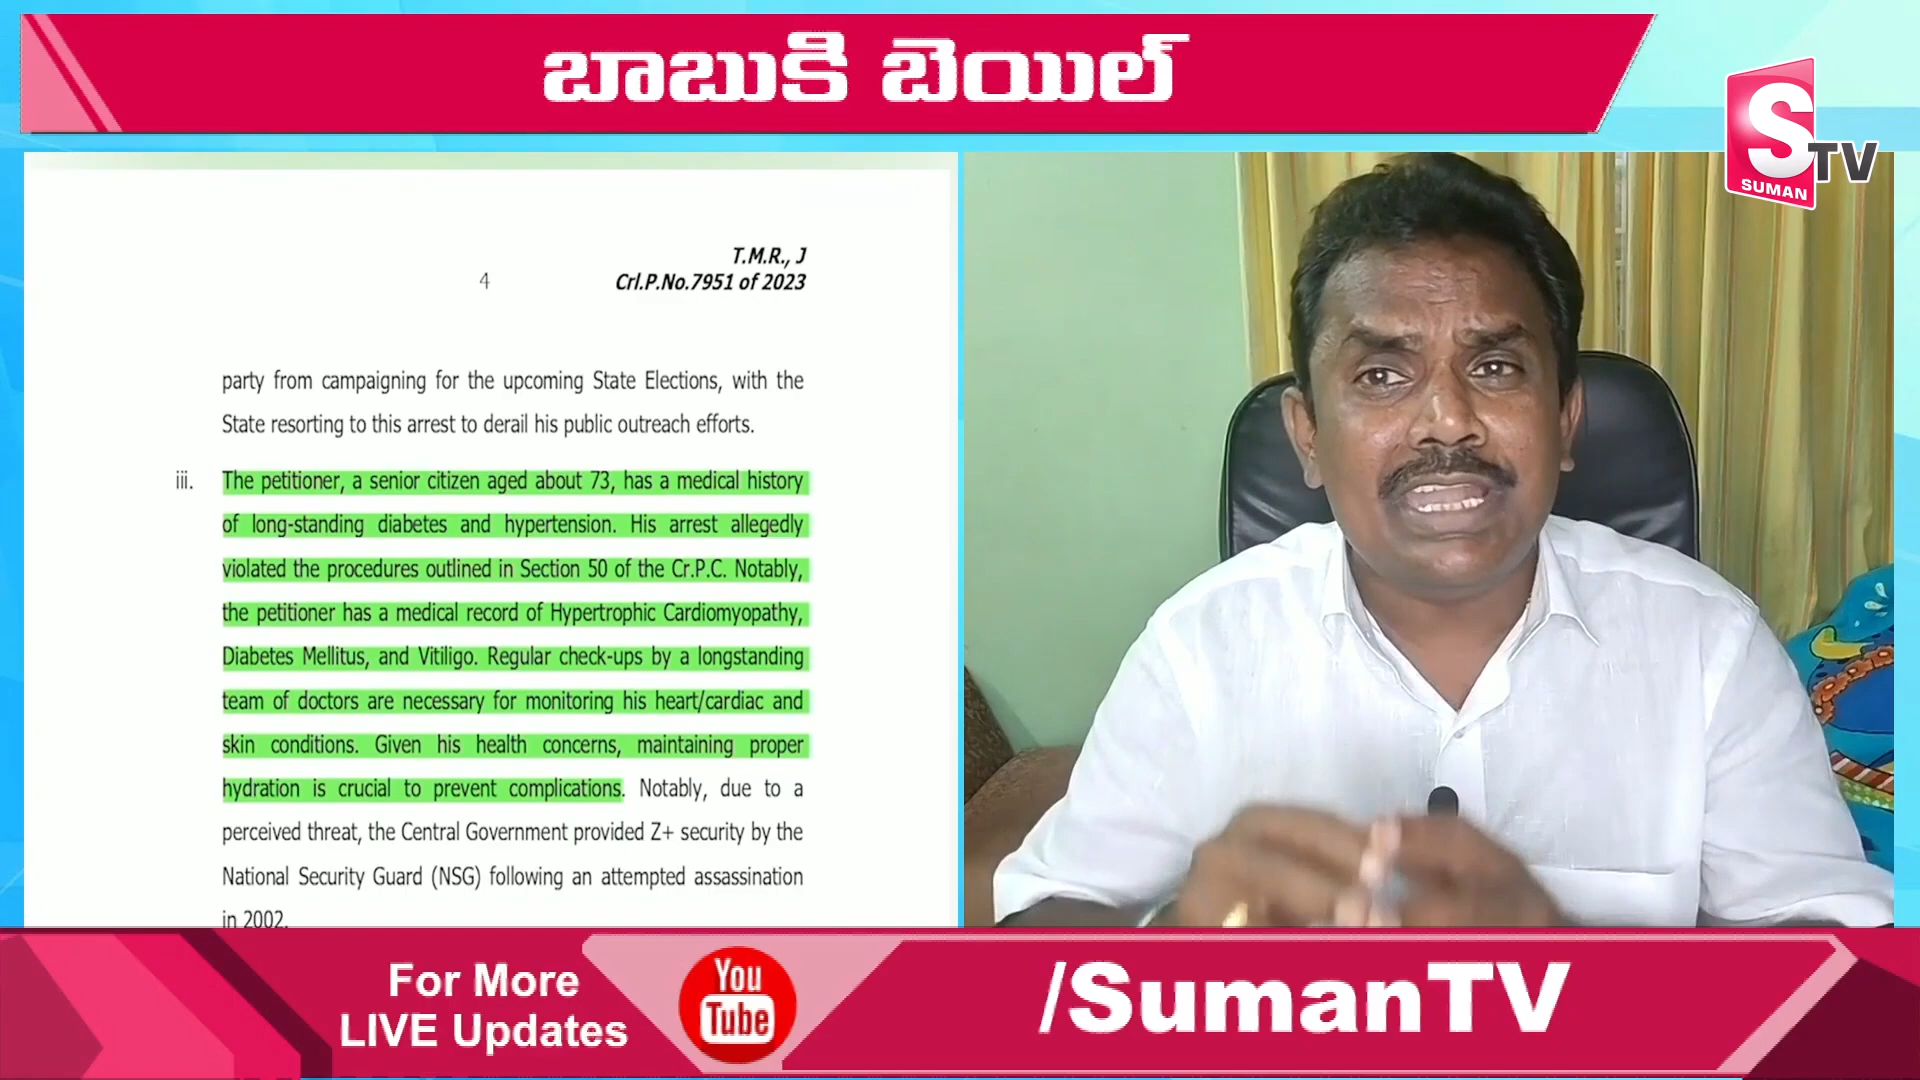 బాబుకి బెయిల్
S TV
SUMAN
T.M.R., J
4 Crl.P.No.7951 of 2023
party from campaigning for the upcoming State Elections, with the
State resorting to this arrest to derail his public outreach efforts.
iii. The petitioner, a senior citizen aged about 73, has a medical history
of long-standing diabetes and hypertension. His arrest allegedly
violated the procedures outlined in Section 50 of the Cr.P.C. Notably,
the petitioner has a medical record of Hypertrophic Cardiomyopathy,
Diabetes Mellitus, and Vitiligo. Regular check-ups by a longstanding
team of doctors are necessary for monitoring his heart/cardiac and
skin conditions. Given his health concerns, maintaining proper
hydration is crucial to prevent complications. Notably, due to a
perceived threat, the Central Government provided Z+ security by the
National Security Guard (NSG) following an attempted assassination
in 2002.
For More
LIVE Updates
You
Tube
/SumanTV